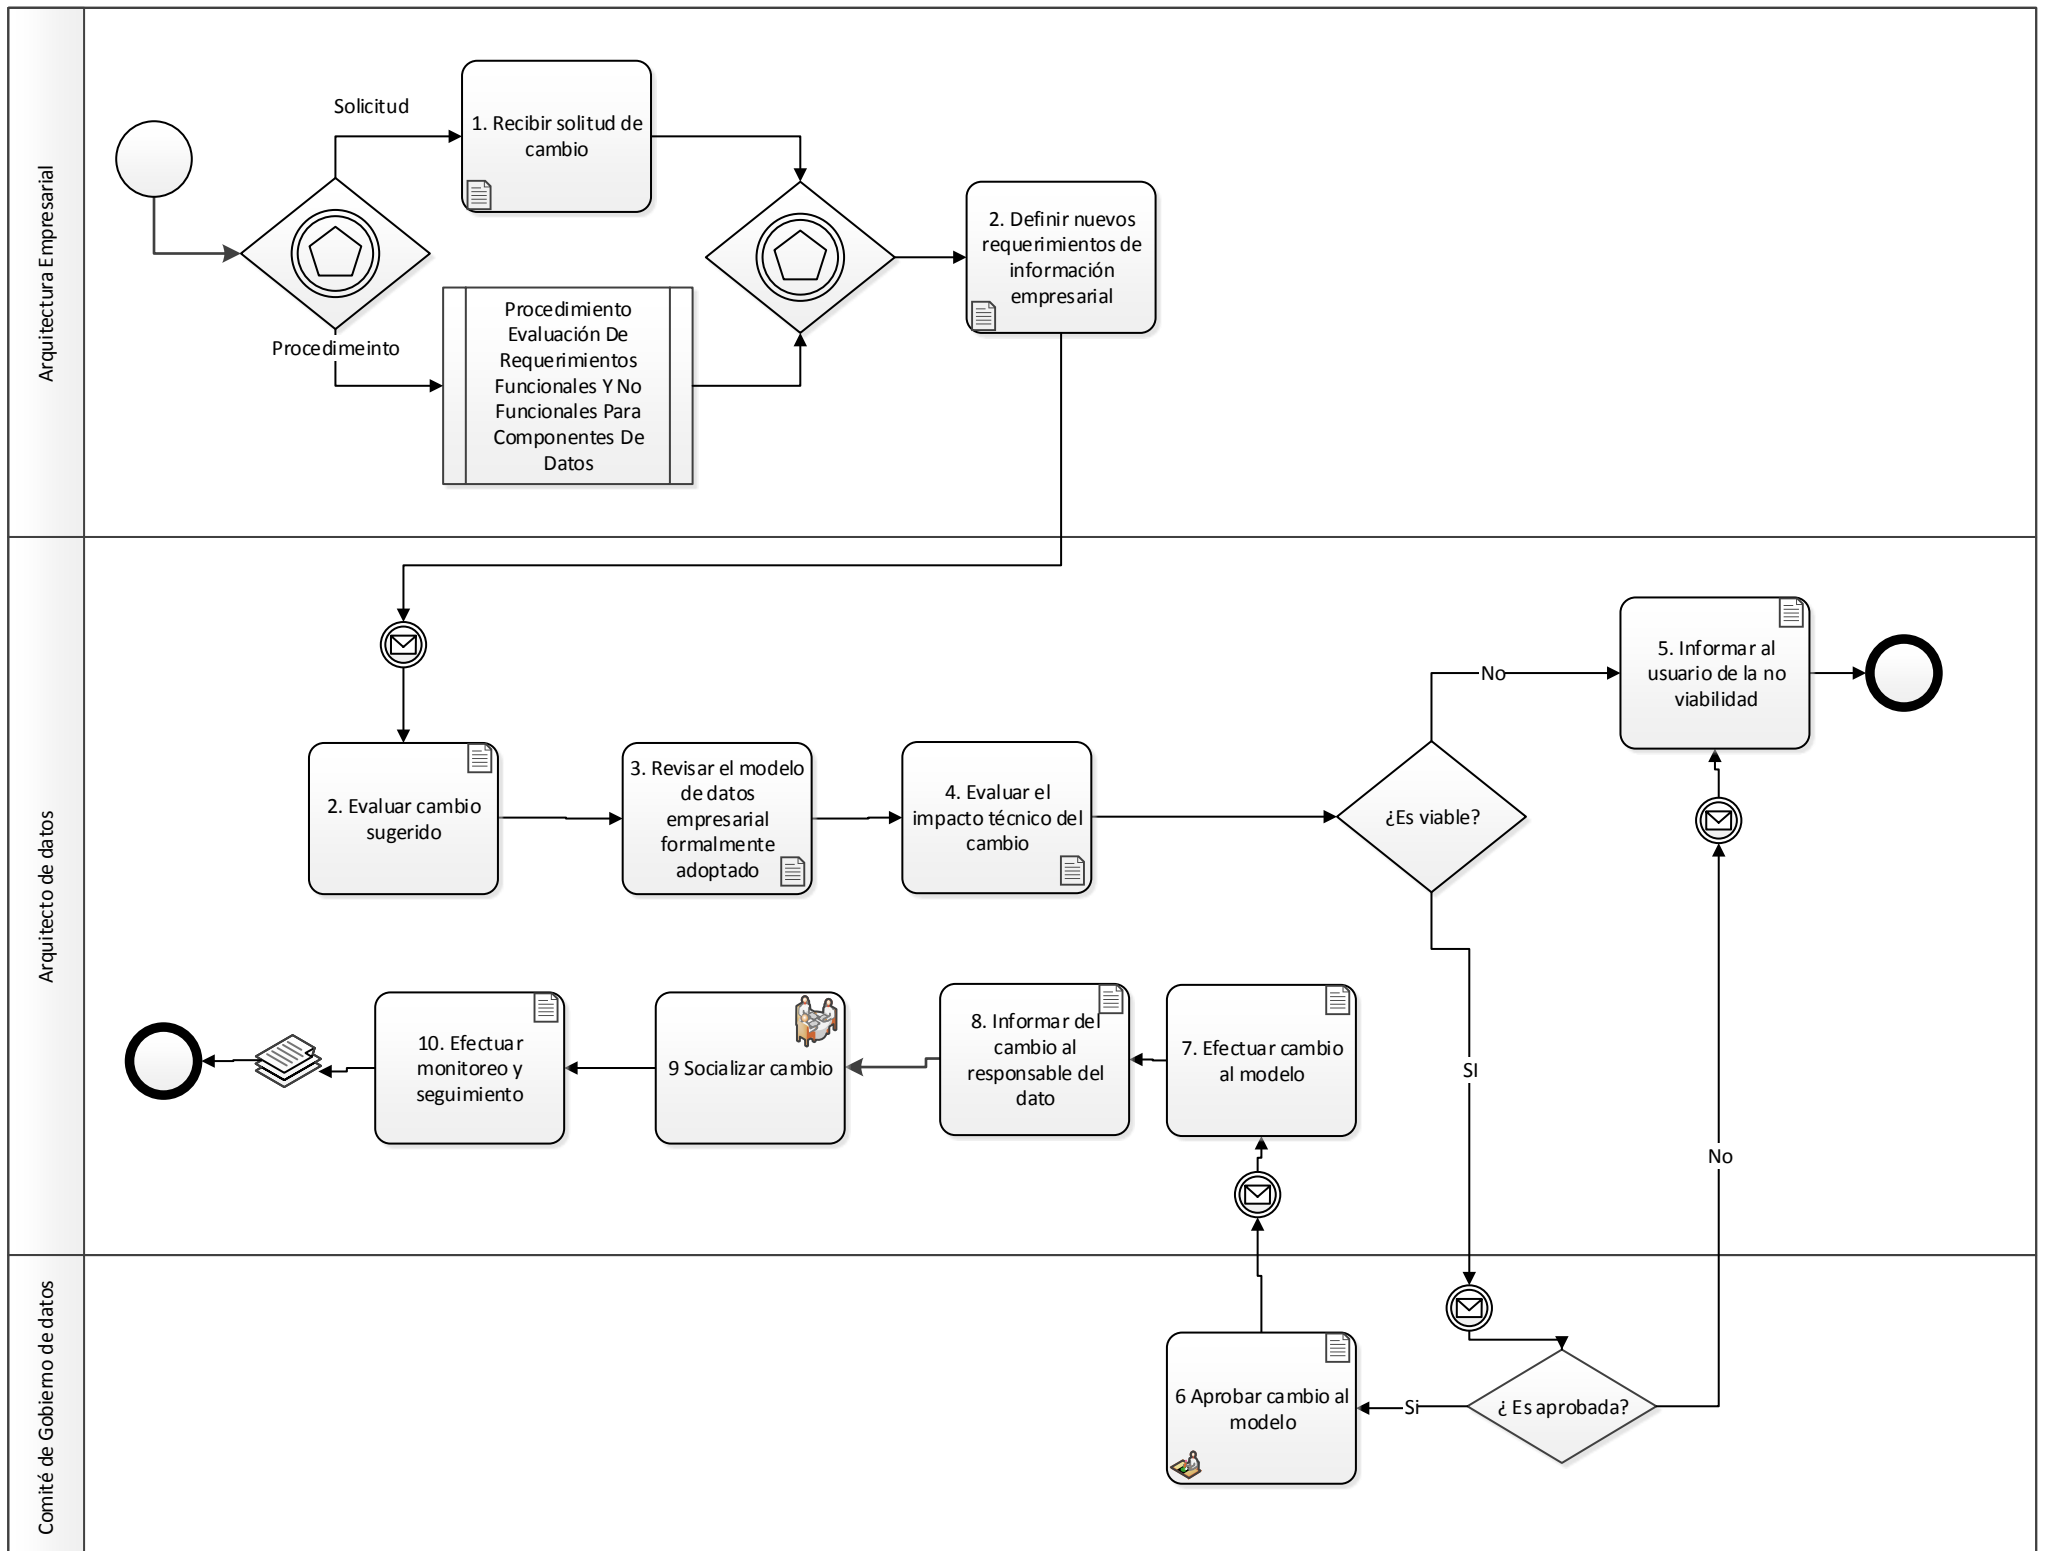 Arquitectura Empresarial
Solicitud
1. Recibir solitud de
cambio
Procedimeinto
Procedimiento
Evaluación De
Requerimientos
Funcionales Y No
Funcionales Para
Componentes De
Datos
2. Definir nuevos
requerimientos de
información
empresarial
Arquitecto de datos
2. Evaluar cambio
sugerido
3. Revisar el modelo
de datos
empresarial
formalmente
adoptado
4. Evaluar el
impacto técnico del
cambio
¿Es viable?
No
5. Informar al
usuario de la no
viabilidad
SI
No
10. Efectuar
monitoreo y
seguimiento
9 Socializar cambio
8. Informar del
cambio al
responsable del
dato
7. Efectuar cambio
al modelo
Comité de Gobierno de datos
6 Aprobar cambio al
modelo
Si
¿ Es aprobada?